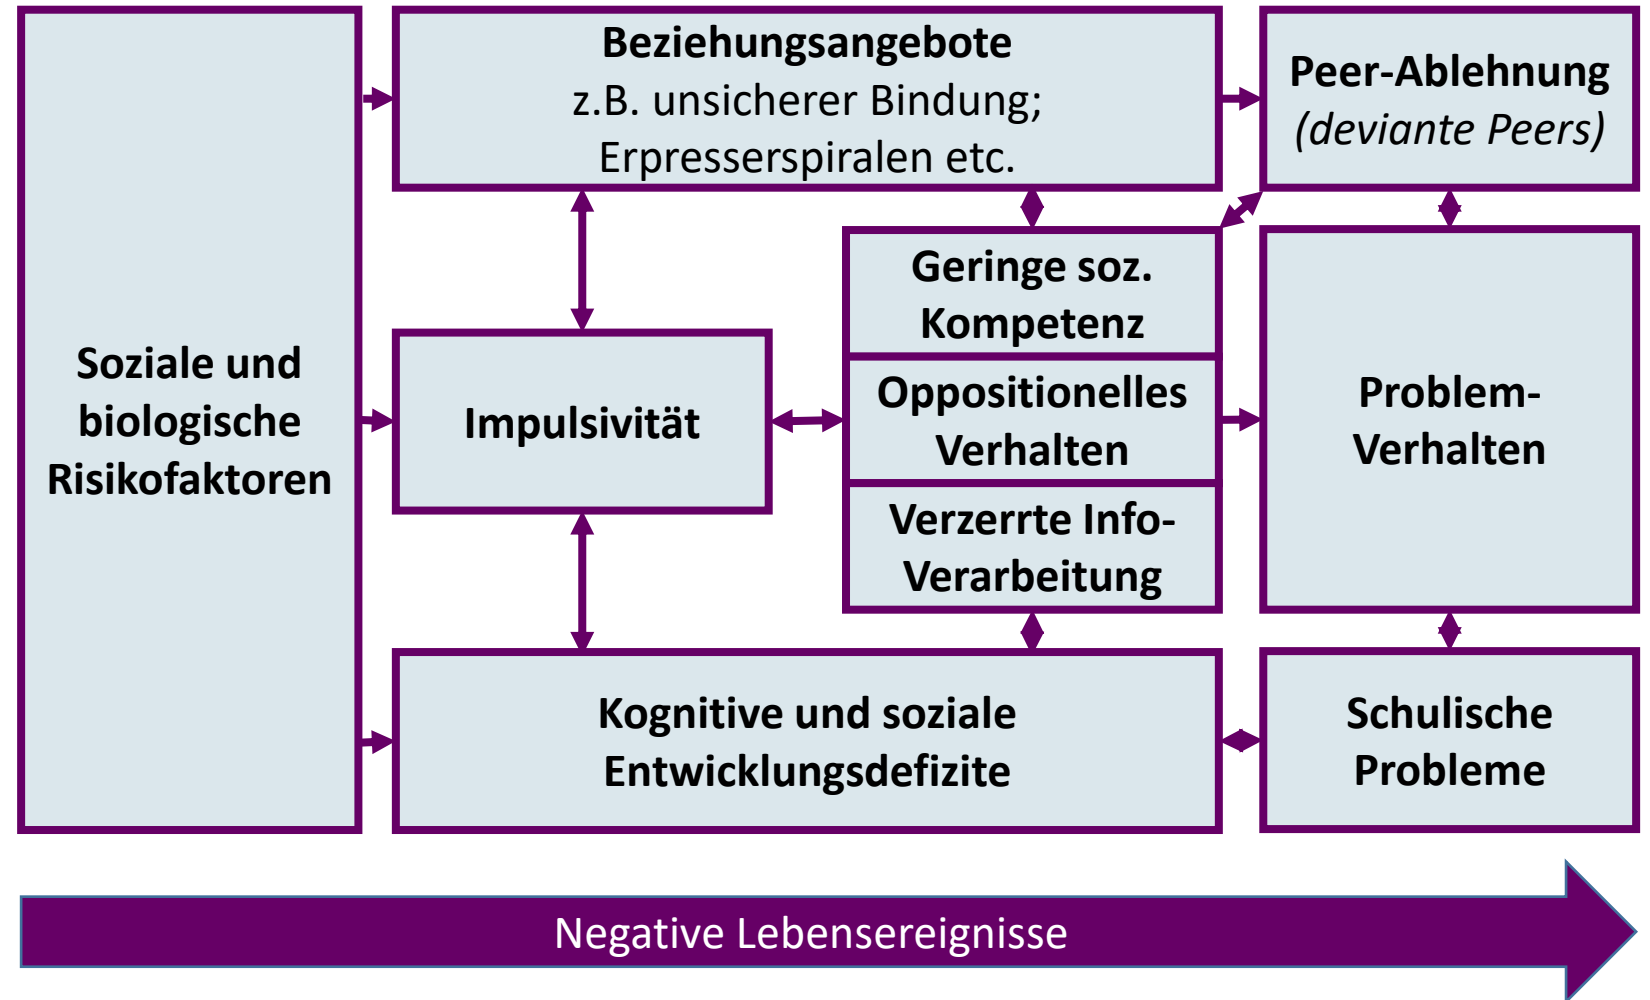 Soziale und
biologische
Risikofaktoren
Beziehungsangebote
z.B. unsicherer Bindung;
Erpresserspiralen etc.
Impulsivität
Kognitive und soziale
Entwicklungsdefizite
Geringe soz.
Kompetenz
Oppositionelles
Verhalten
Verzerrte Info-
Verarbeitung
Peer-Ablehnung
(deviante Peers)
Problem-
Verhalten
Schulische
Probleme
Negative Lebensereignisse